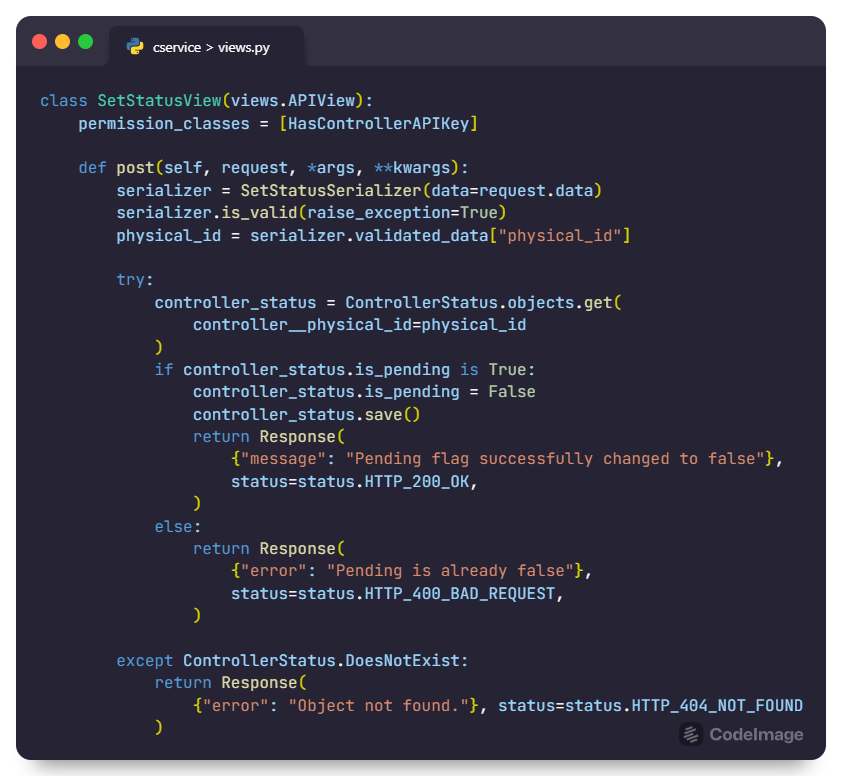 cservice > views.py
class SetStatusView(views.APIView):
    permission_classes = [HasControllerAPIKey]

    def post(self, request, *args, **kwargs):
        serializer = SetStatusSerializer(data=request.data)
        serializer.is_valid(raise_exception=True)
        physical_id = serializer.validated_data["physical_id"]

        try:
            controller_status = ControllerStatus.objects.get(
                controller__physical_id=physical_id
            )
            if controller_status.is_pending is True:
                controller_status.is_pending = False
                controller_status.save()
                return Response(
                    {"message": "Pending flag successfully changed to false"},
                    status=status.HTTP_200_OK,
                )
            else:
                return Response(
                    {"error": "Pending is already false"},
                    status=status.HTTP_400_BAD_REQUEST,
                )

        except ControllerStatus.DoesNotExist:
            return Response(
                {"error": "Object not found."}, status=status.HTTP_404_NOT_FOUND
            )
CodeImage